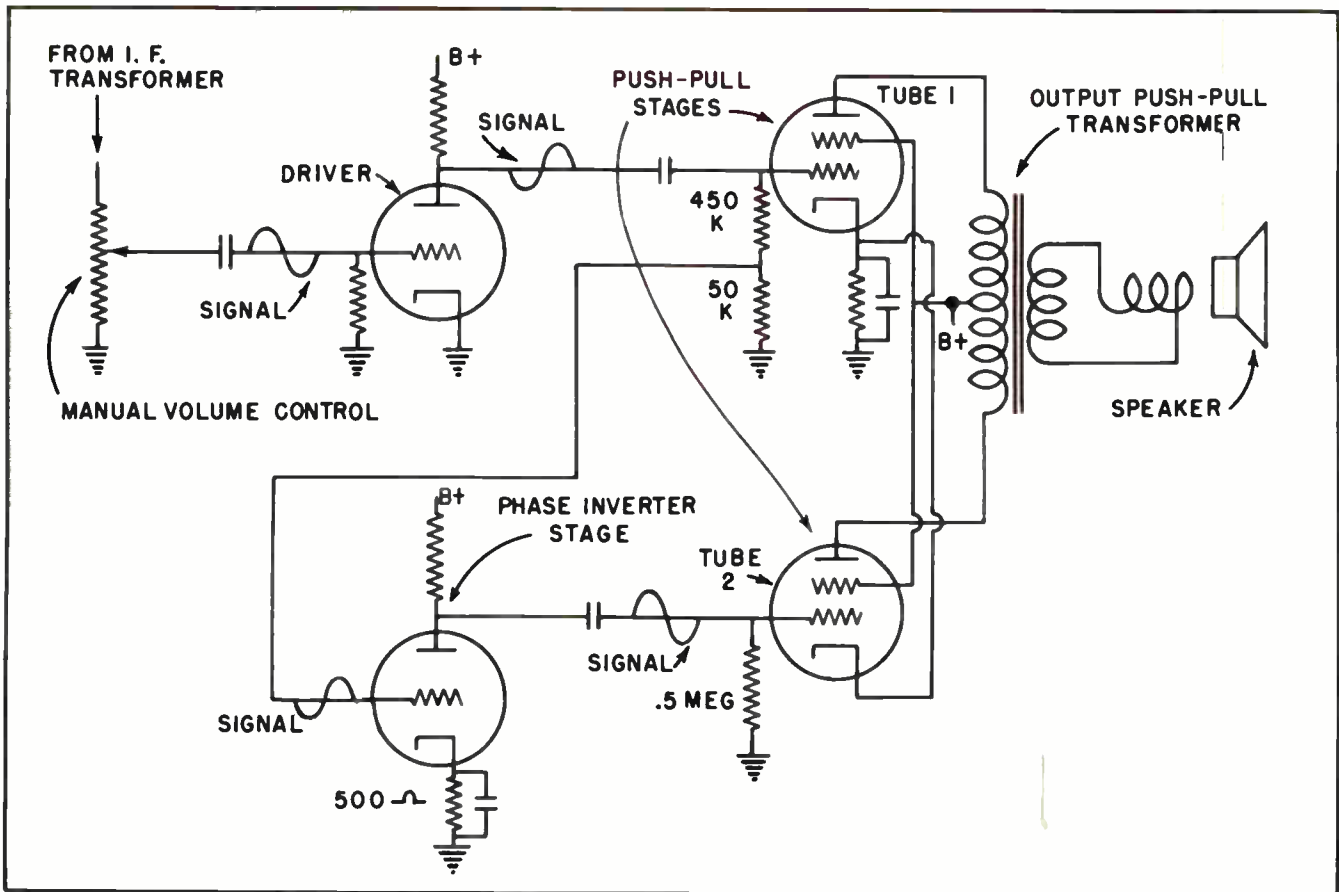 FROM I. F.
TRANSFORMER
B+
SIGNAL
DRIVER
PUSH-PULL
STAGES
TUBE 1
OUTPUT PUSH-PULL
TRANSFORMER
450
K
50
K
SIGNAL
B+
MANUAL VOLUME CONTROL
SPEAKER
B+
PHASE INVERTER
STAGE
TUBE
2
SIGNAL
.5 MEG
SIGNAL
500 Ω